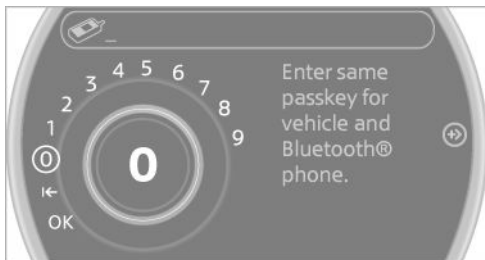 _
0
1
2
3
4
5
6
7
8
9
OK
0
Enter same
passkey for
vehicle and
Bluetooth®
phone.